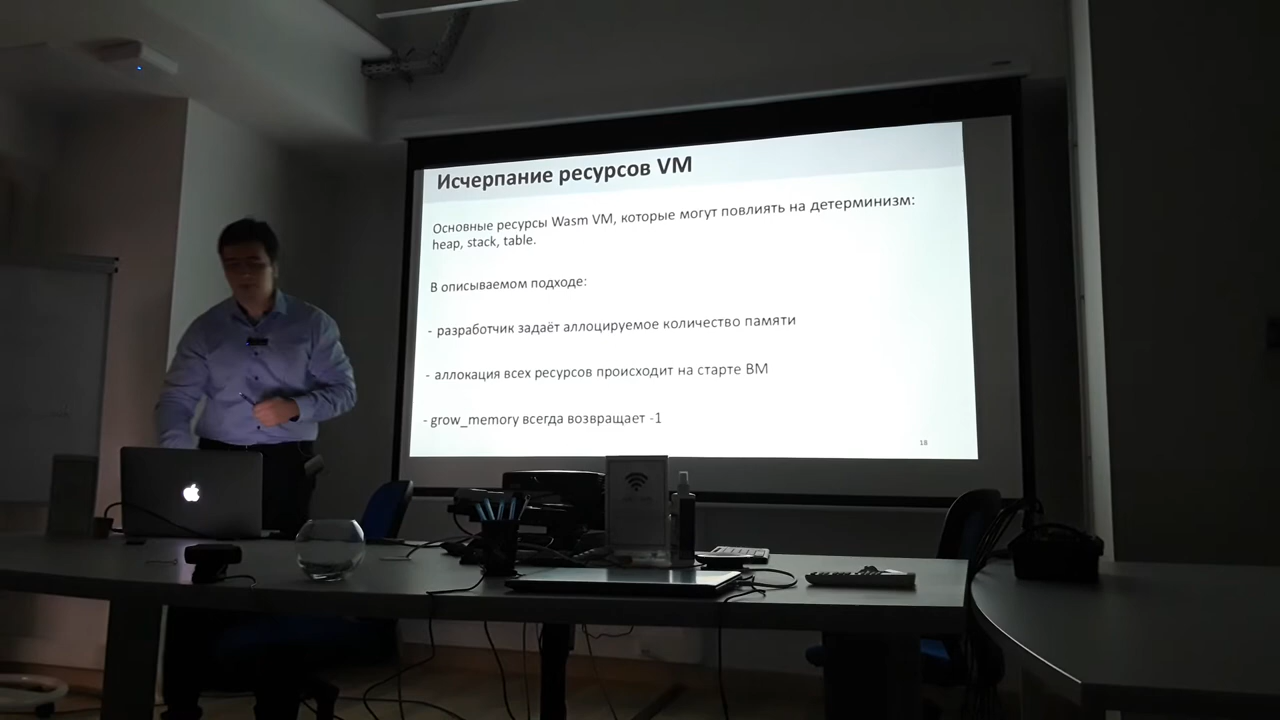 Исчерпание ресурсов VM
Основные ресурсы Wasm VM, которые могут повлиять на детерминизм:
heap, stack, table.
В описываемом подходе:
- разработчик задаёт аллоцируемое количество памяти
- аллокация всех ресурсов происходит на старте ВМ
- grow_memory всегда возвращает -1
18